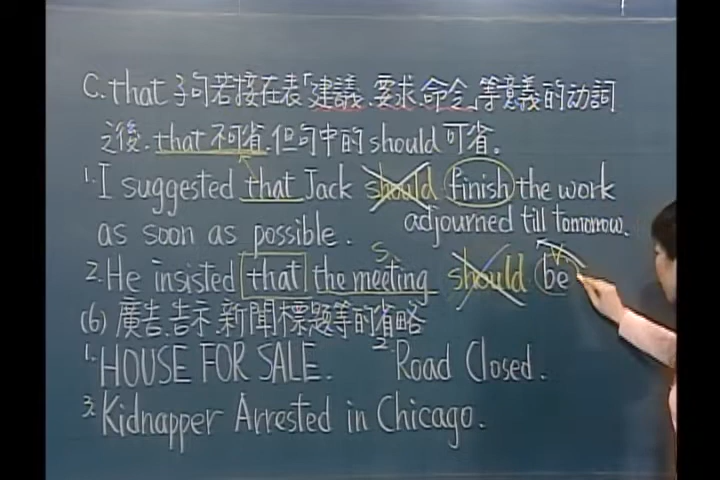 C. that 子句若接在表「建議、要求、命令」等意義的动詞
之後, that 不可省, 但句中的 should 可省。
1. I suggested that Jack should finish the work
as soon as possible. adjourned till tomorrow.
S. V
2. He insisted that the meeting should be
(6) 廣告、告示、新聞標題等的省略
1. HOUSE FOR SALE. 2. Road Closed.
3. Kidnapper Arrested in Chicago.